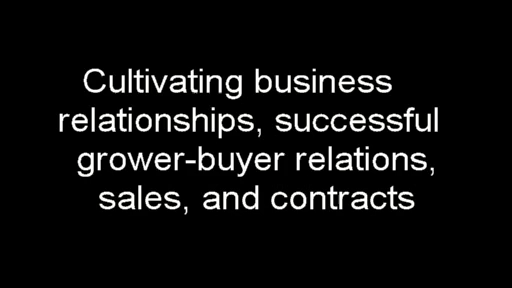 Cultivating business
relationships, successful
grower-buyer relations,
sales, and contracts